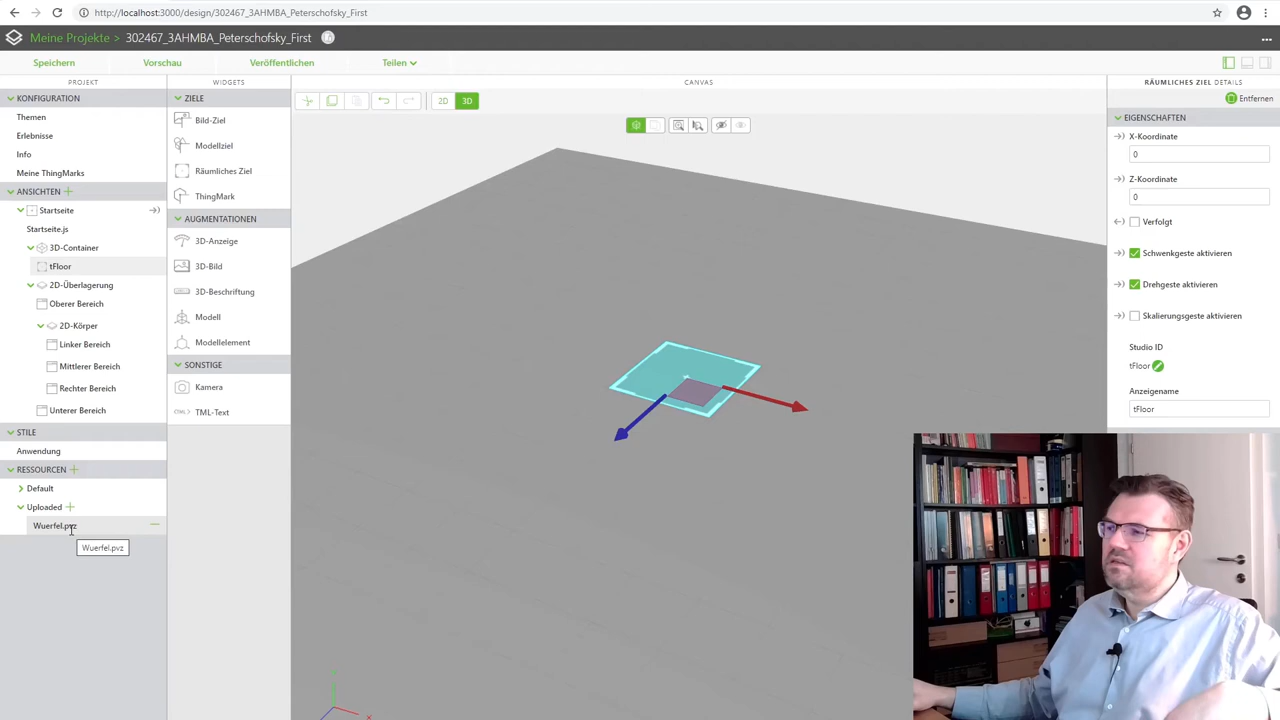 http://localhost:3000/design/302467_3AHMBA_Peterschofsky_First
Meine Projekte > 302467_3AHMBA_Peterschofsky_First
Speichern
Vorschau
Veröffentlichen
Teilen
PROJEKT
KONFIGURATION
Themen
Erlebnisse
Info
Meine ThingMarks
ANSICHTEN
Startseite
Startseite.js
3D-Container
tFloor
2D-Überlagerung
Oberer Bereich
2D-Körper
Linker Bereich
Mittlerer Bereich
Rechter Bereich
Unterer Bereich
STILE
Anwendung
RESSOURCEN
Default
Uploaded
Wuerfel.pvz
Wuerfel.pvz
WIDGETS
ZIELE
Bild-Ziel
Modellziel
Räumliches Ziel
ThingMark
AUGMENTATIONEN
3D-Anzeige
3D-Bild
3D-Beschriftung
Modell
Modellelement
SONSTIGE
Kamera
TML-Text
CANVAS
2D
3D
RÄUMLICHES ZIEL DETAILS
Entfernen
EIGENSCHAFTEN
X-Koordinate
0
Z-Koordinate
0
Verfolgt
Schwenkgeste aktivieren
Drehgeste aktivieren
Skalierungsgeste aktivieren
Studio ID
tFloor
Anzeigename
tFloor